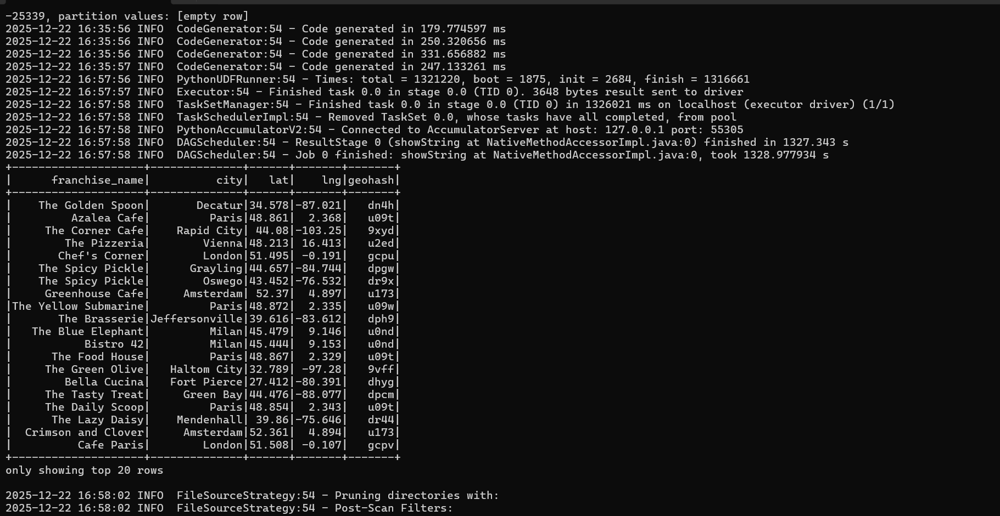 -25339, partition values: [empty row]
2025-12-22 16:35:56 INFO  CodeGenerator:54 - Code generated in 179.774597 ms
2025-12-22 16:35:56 INFO  CodeGenerator:54 - Code generated in 250.320656 ms
2025-12-22 16:35:56 INFO  CodeGenerator:54 - Code generated in 331.656882 ms
2025-12-22 16:35:57 INFO  CodeGenerator:54 - Code generated in 247.133261 ms
2025-12-22 16:57:56 INFO  PythonUDFRunner:54 - Times: total = 1321220, boot = 1875, init = 2684, finish = 1316661
2025-12-22 16:57:57 INFO  Executor:54 - Finished task 0.0 in stage 0.0 (TID 0). 3648 bytes result sent to driver
2025-12-22 16:57:58 INFO  TaskSetManager:54 - Finished task 0.0 in stage 0.0 (TID 0) in 1326021 ms on localhost (executor driver) (1/1)
2025-12-22 16:57:58 INFO  TaskSchedulerImpl:54 - Removed TaskSet 0.0, whose tasks have all completed, from pool
2025-12-22 16:57:58 INFO  PythonAccumulatorV2:54 - Connected to AccumulatorServer at host: 127.0.0.1 port: 55305
2025-12-22 16:57:58 INFO  DAGScheduler:54 - ResultStage 0 (showString at NativeMethodAccessorImpl.java:0) finished in 1327.343 s
2025-12-22 16:57:58 INFO  DAGScheduler:54 - Job 0 finished: showString at NativeMethodAccessorImpl.java:0, took 1328.977934 s
+--------------------+--------------+------+-------+-------+
|      franchise_name|          city|   lat|    lng|geohash|
+--------------------+--------------+------+-------+-------+
|    The Golden Spoon|       Decatur|34.578|-87.021|   dn4h|
|         Azalea Cafe|         Paris|48.861|  2.368|   u09t|
|     The Corner Cafe|    Rapid City| 44.08|-103.25|   9xyd|
|        The Pizzeria|        Vienna|48.213| 16.413|   u2ed|
|       Chef's Corner|        London|51.495| -0.191|   gcpu|
|    The Spicy Pickle|      Grayling|44.657|-84.744|   dpgw|
|    The Spicy Pickle|        Oswego|43.452|-76.532|   dr9x|
|     Greenhouse Cafe|     Amsterdam| 52.37|  4.897|   u173|
|The Yellow Submarine|         Paris|48.872|  2.335|   u09w|
|       The Brasserie|Jeffersonville|39.616|-83.612|   dph9|
|   The Blue Elephant|         Milan|45.479|  9.146|   u0nd|
|           Bistro 42|         Milan|45.444|  9.153|   u0nd|
|      The Food House|         Paris|48.867|  2.329|   u09t|
|     The Green Olive|   Haltom City|32.789| -97.28|   9vff|
|        Bella Cucina|   Fort Pierce|27.412|-80.391|   dhyg|
|     The Tasty Treat|     Green Bay|44.476|-88.077|   dpcm|
|     The Daily Scoop|         Paris|48.854|  2.343|   u09t|
|      The Lazy Daisy|    Mendenhall| 39.86|-75.646|   dr44|
|  Crimson and Clover|     Amsterdam|52.361|  4.894|   u173|
|          Cafe Paris|        London|51.508| -0.107|   gcpv|
+--------------------+--------------+------+-------+-------+
only showing top 20 rows
2025-12-22 16:58:02 INFO  FileSourceStrategy:54 - Pruning directories with:
2025-12-22 16:58:02 INFO  FileSourceStrategy:54 - Post-Scan Filters: